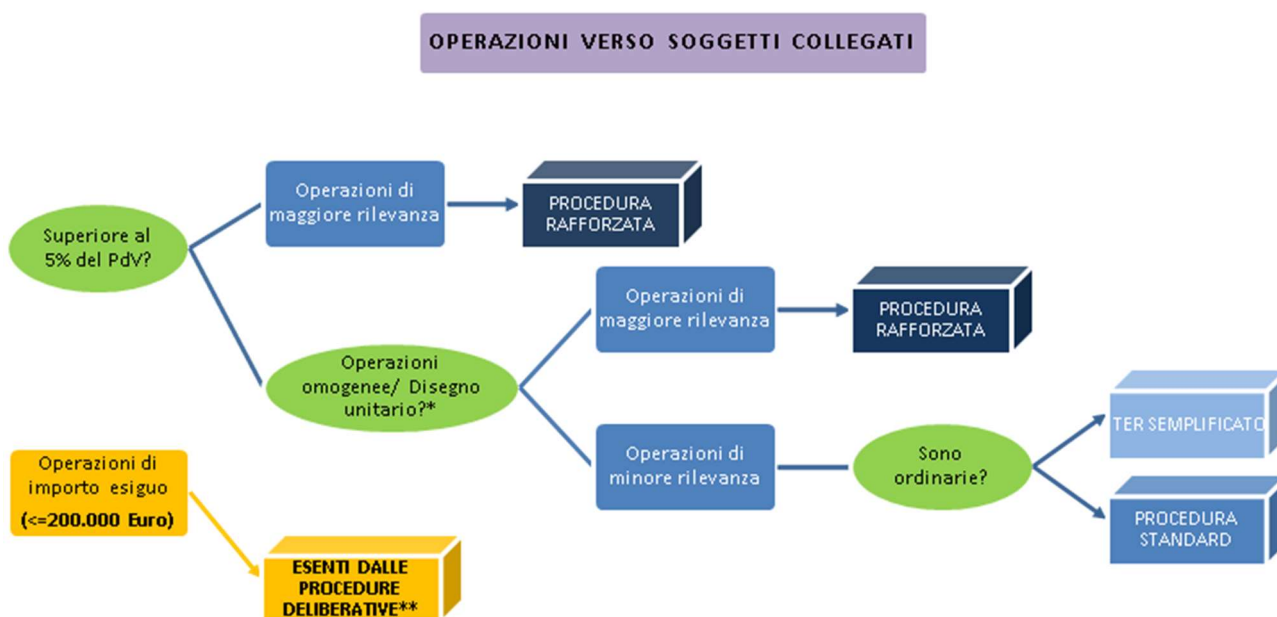 OPERAZIONI VERSO SOGGETTI COLLEGATI
Operazioni di
maggiore rilevanza
PROCEDURA
RAFFORZATA
Superiore al
5% del PdV?
Operazioni di
maggiore rilevanza
PROCEDURA
RAFFORZATA
Operazioni
omogenee/ Disegno
unitario?*
TER SEMPLIFICATO
Operazioni di
minore rilevanza
Sono
ordinarie?
Operazioni di
importo esiguo
(<=200.000 Euro)
PROCEDURA
STANDARD
ESENTI DALLE
PROCEDURE
DELIBERATIVE**